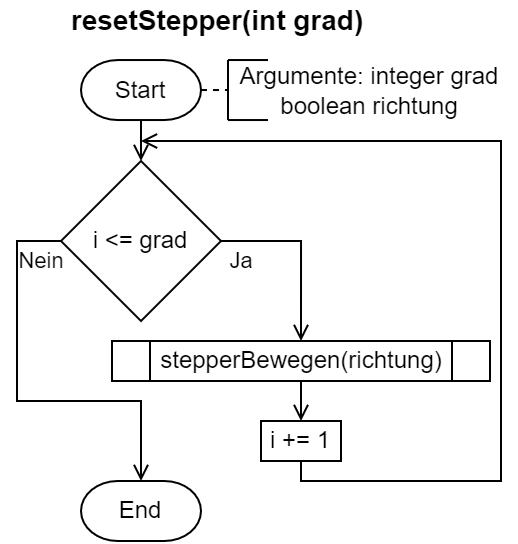 resetStepper(int grad)
Start
Argumente: integer grad
boolean richtung
i <= grad
Nein
Ja
stepperBewegen(richtung)
i += 1
End